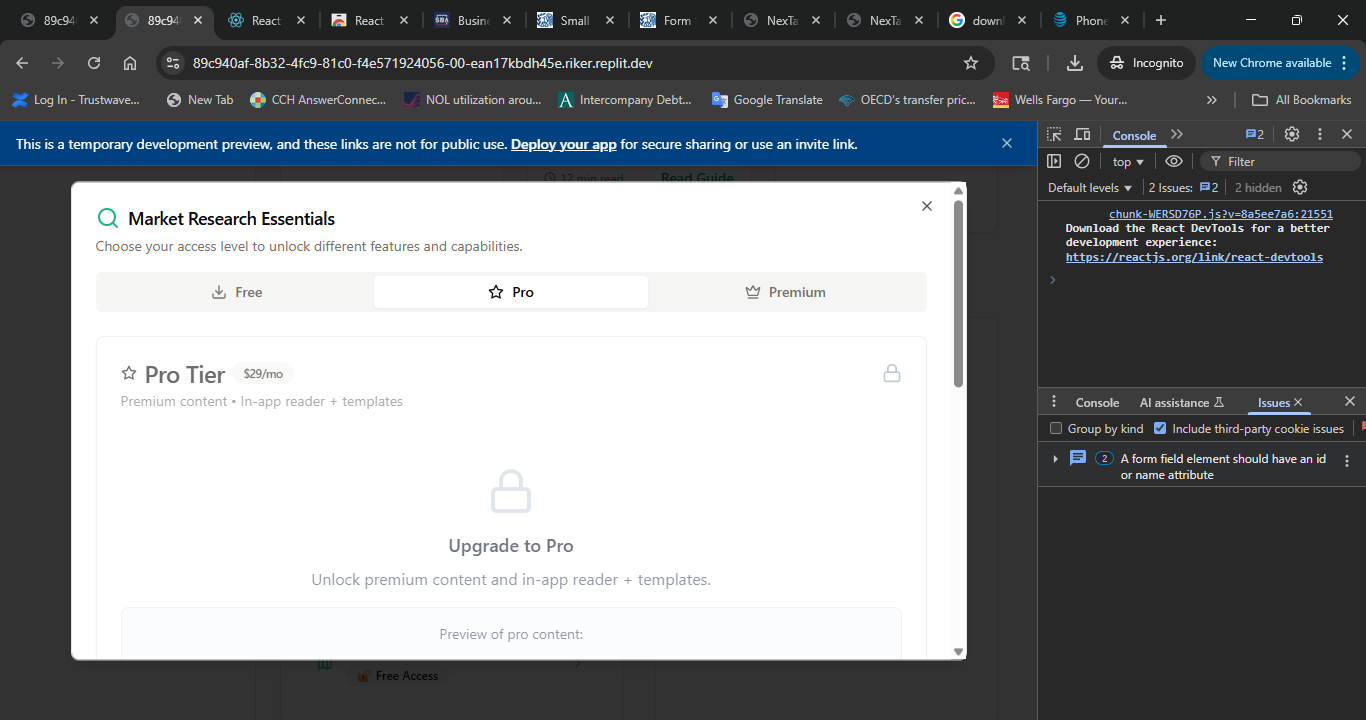 89c94
89c94
React
React
SBA Busin
Small
Form
NexTa
NexTa
down
Phone
89c940af-8b32-4fc9-81c0-f4e571924056-00-ean17kbdh45e.riker.replit.dev
Incognito
New Chrome available
Log In - Trustwave...
New Tab
CCH AnswerConnec...
NOL utilization arou...
Intercompany Debt...
Google Translate
OECD's transfer pric...
Wells Fargo — Your...
»
All Bookmarks
This is a temporary development preview, and these links are not for public use. Deploy your app for secure sharing or use an invite link.
12 min read
Read Guide
Market Research Essentials
Choose your access level to unlock different features and capabilities.
Free
Pro
Premium
Pro Tier $29/mo
Premium content • In-app reader + templates
Upgrade to Pro
Unlock premium content and in-app reader + templates.
Preview of pro content:
Free Access
Console
2
top
Filter
Default levels
2 Issues: 2
2 hidden
chunk-WERSD76P.js?v=8a5ee7a6:21551
Download the React DevTools for a better
development experience:
https://reactjs.org/link/react-devtools
Console
AI assistance
Issues
Group by kind
Include third-party cookie issues
2
A form field element should have an id
or name attribute